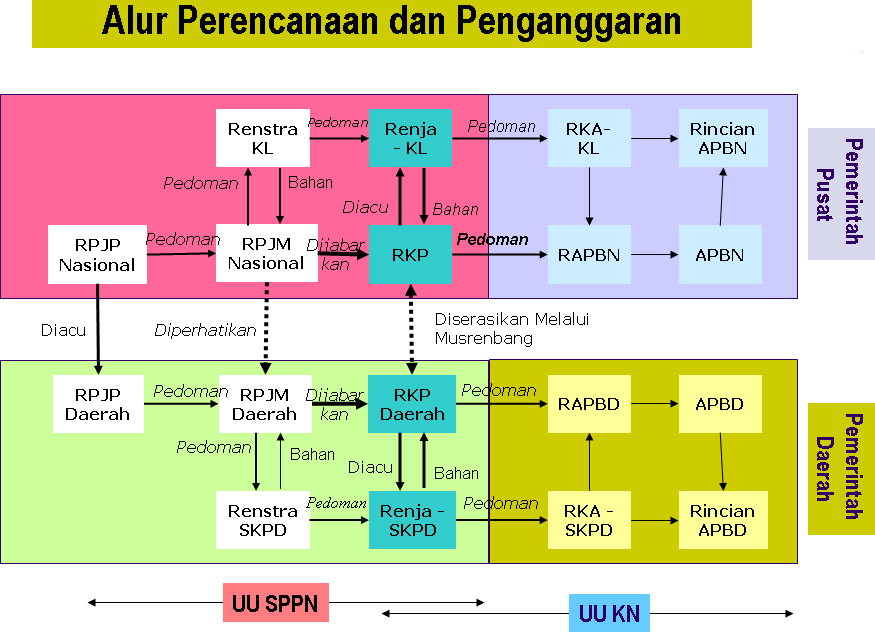 Alur Perencanaan dan Penganggaran
Renstra
KL
Pedoman
Renja
- KL
Pedoman
RKA-
KL
Rincian
APBN
Pedoman
Bahan
Diacu
Bahan
RPJP
Nasional
Pedoman
RPJM
Nasional
Dijabar
kan
RKP
Pedoman
RAPBN
APBN
Pemerintah
Pusat
Diacu
Diperhatikan
Diserasikan Melalui
Musrenbang
RPJP
Daerah
Pedoman
RPJM
Daerah
Dijabar
kan
RKP
Daerah
Pedoman
RAPBD
APBD
Pedoman
Bahan
Diacu
Bahan
Renstra
SKPD
Pedoman
Renja -
SKPD
Pedoman
RKA -
SKPD
Rincian
APBD
Pemerintah
Daerah
UU SPPN
UU KN